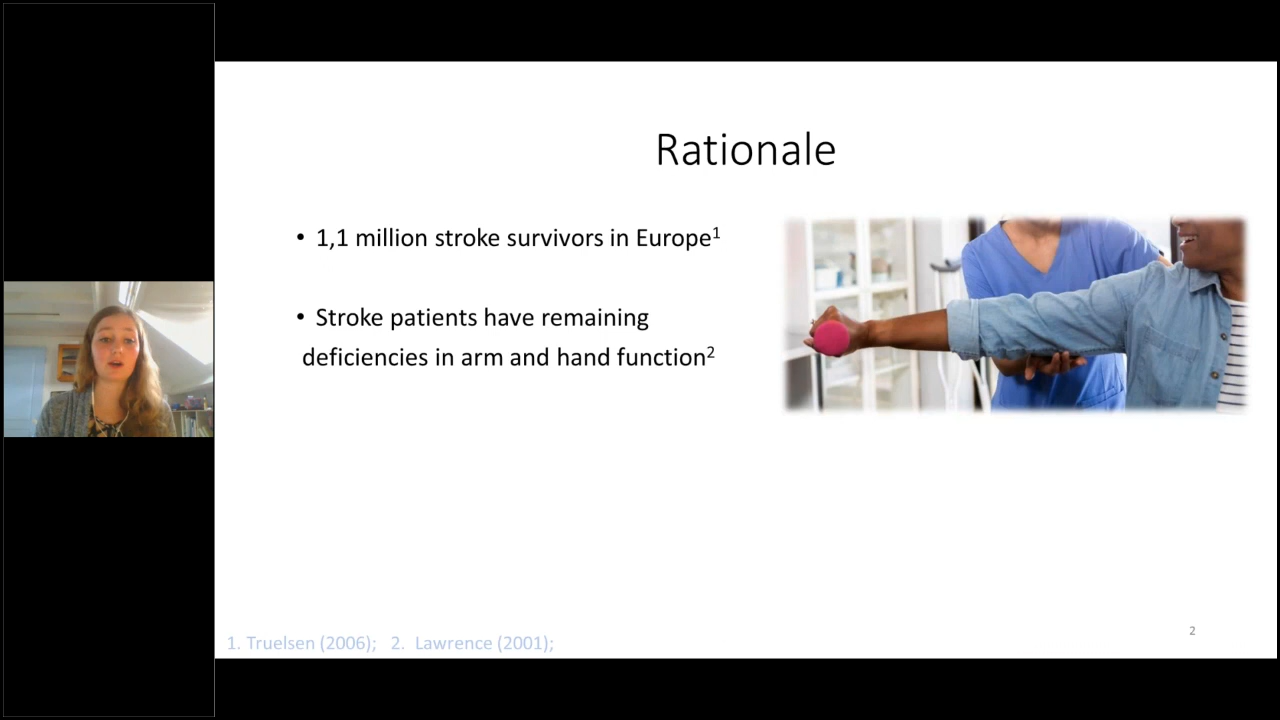 Rationale
• 1,1 million stroke survivors in Europe¹
• Stroke patients have remaining
deficiencies in arm and hand function²
2
1. Truelsen (2006); 2. Lawrence (2001);